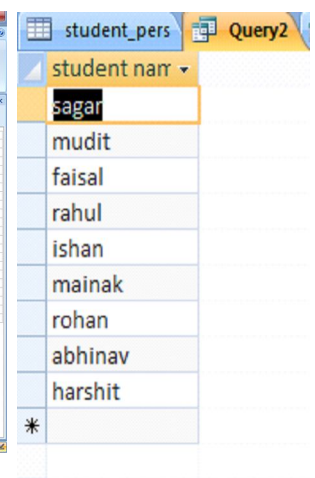 student_pers Query2
student nam
sagar
mudit
faisal
rahul
ishan
mainak
rohan
abhinav
harshit